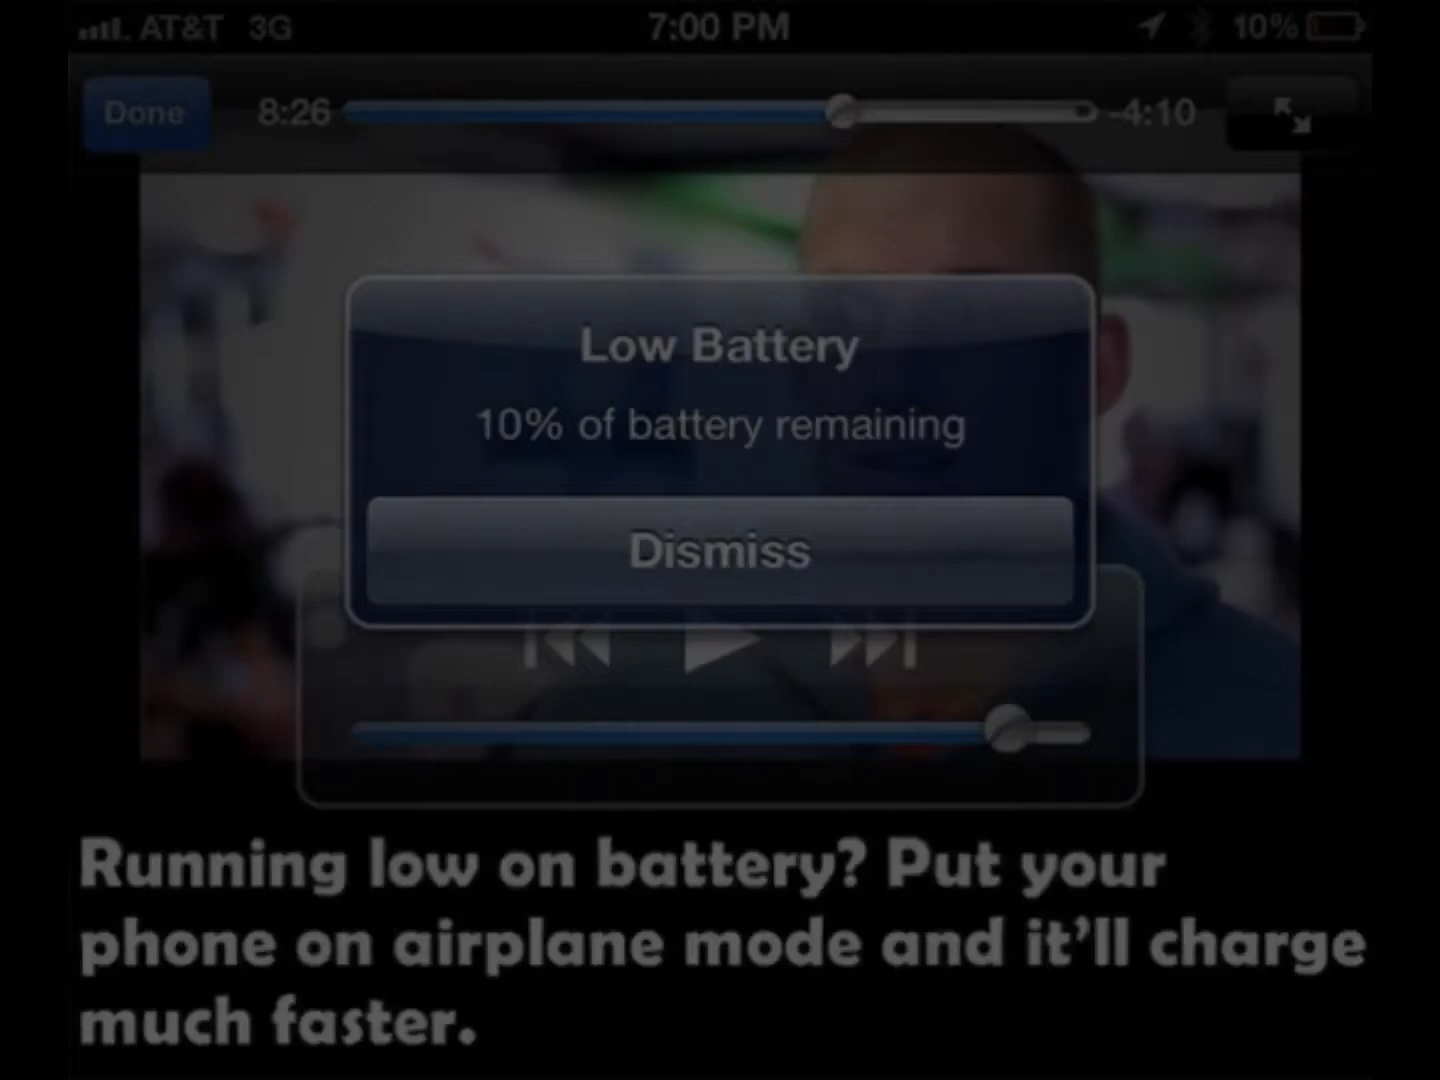 AT&T 3G 7:00 PM 10%
Done 8:26 -4:10
Low Battery
10% of battery remaining
Dismiss
Running low on battery? Put your
phone on airplane mode and it'll charge
much faster.